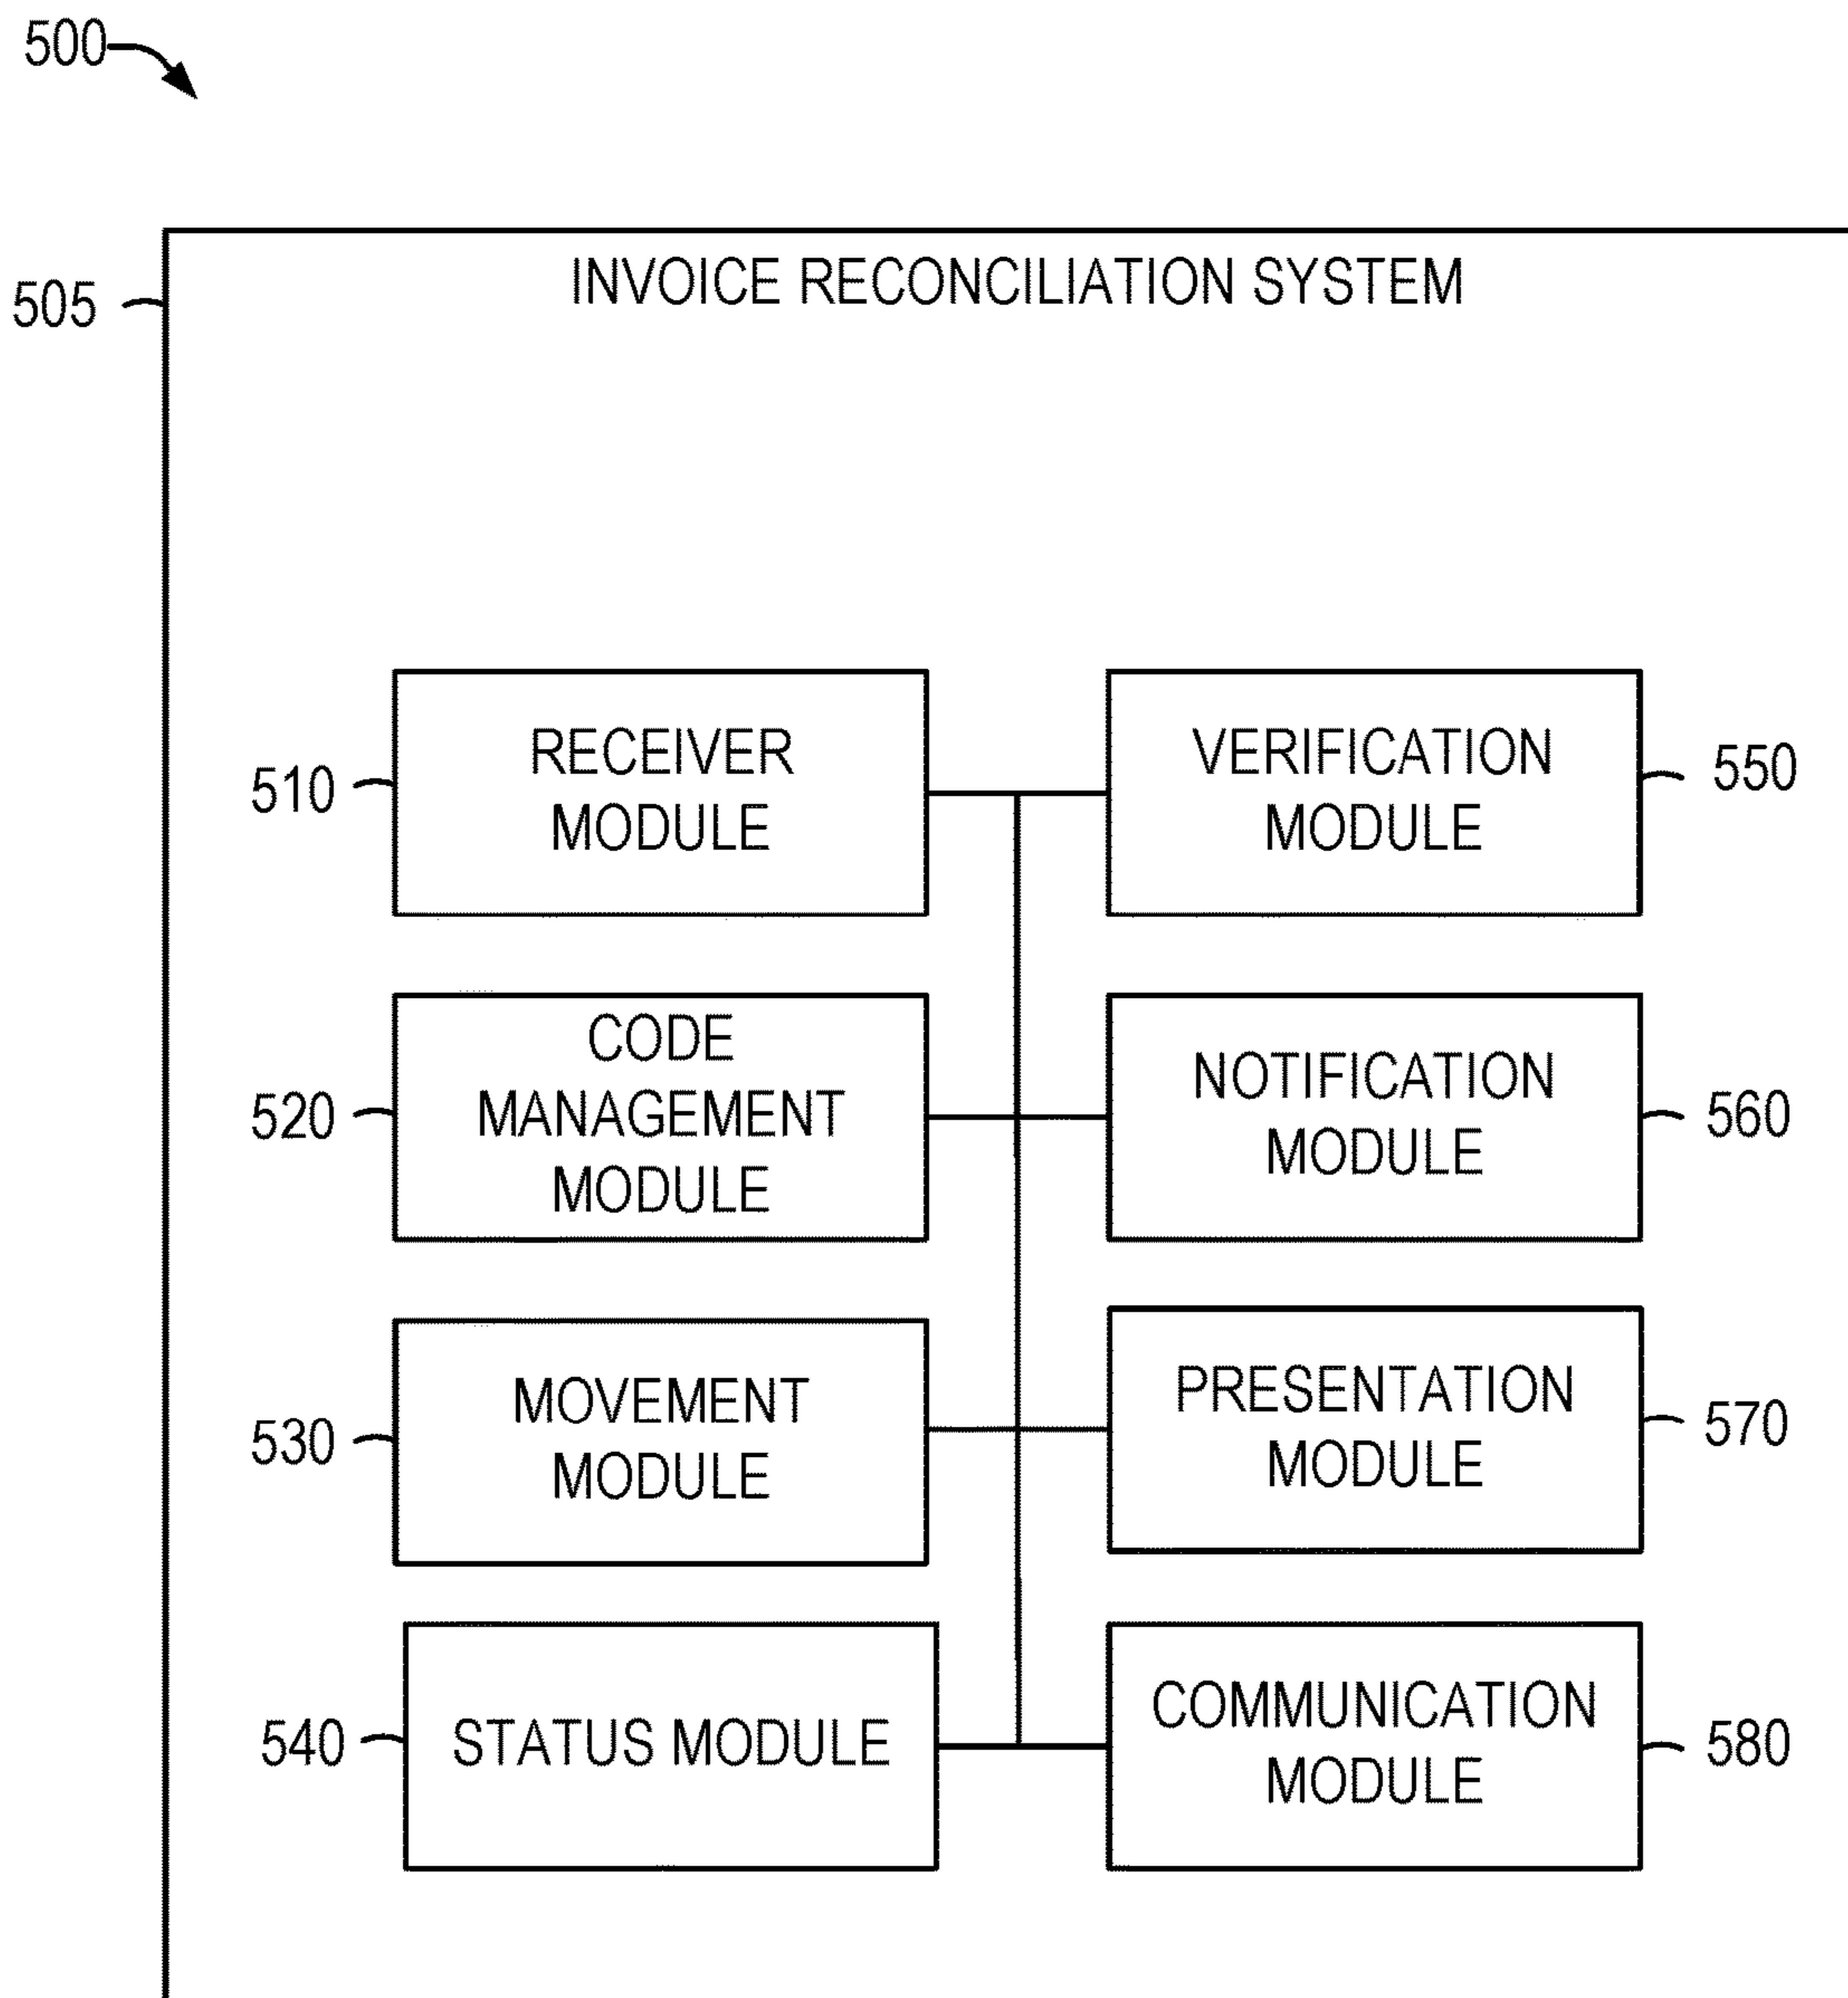 500
505
INVOICE RECONCILIATION SYSTEM
510
RECEIVER
MODULE
VERIFICATION
MODULE
550
520
CODE
MANAGEMENT
MODULE
NOTIFICATION
MODULE
560
530
MOVEMENT
MODULE
PRESENTATION
MODULE
570
540
STATUS MODULE
COMMUNICATION
MODULE
580